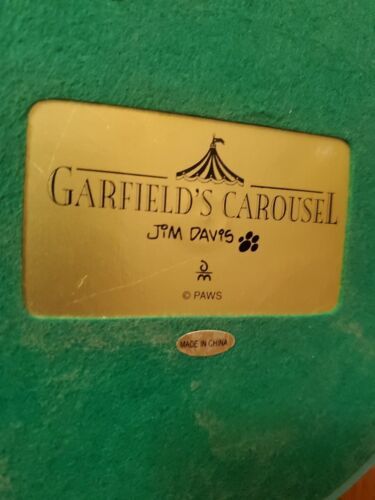 GARFIELD'S CAROUSEL
JIM DAVIS
© PAWS
MADE IN CHINA